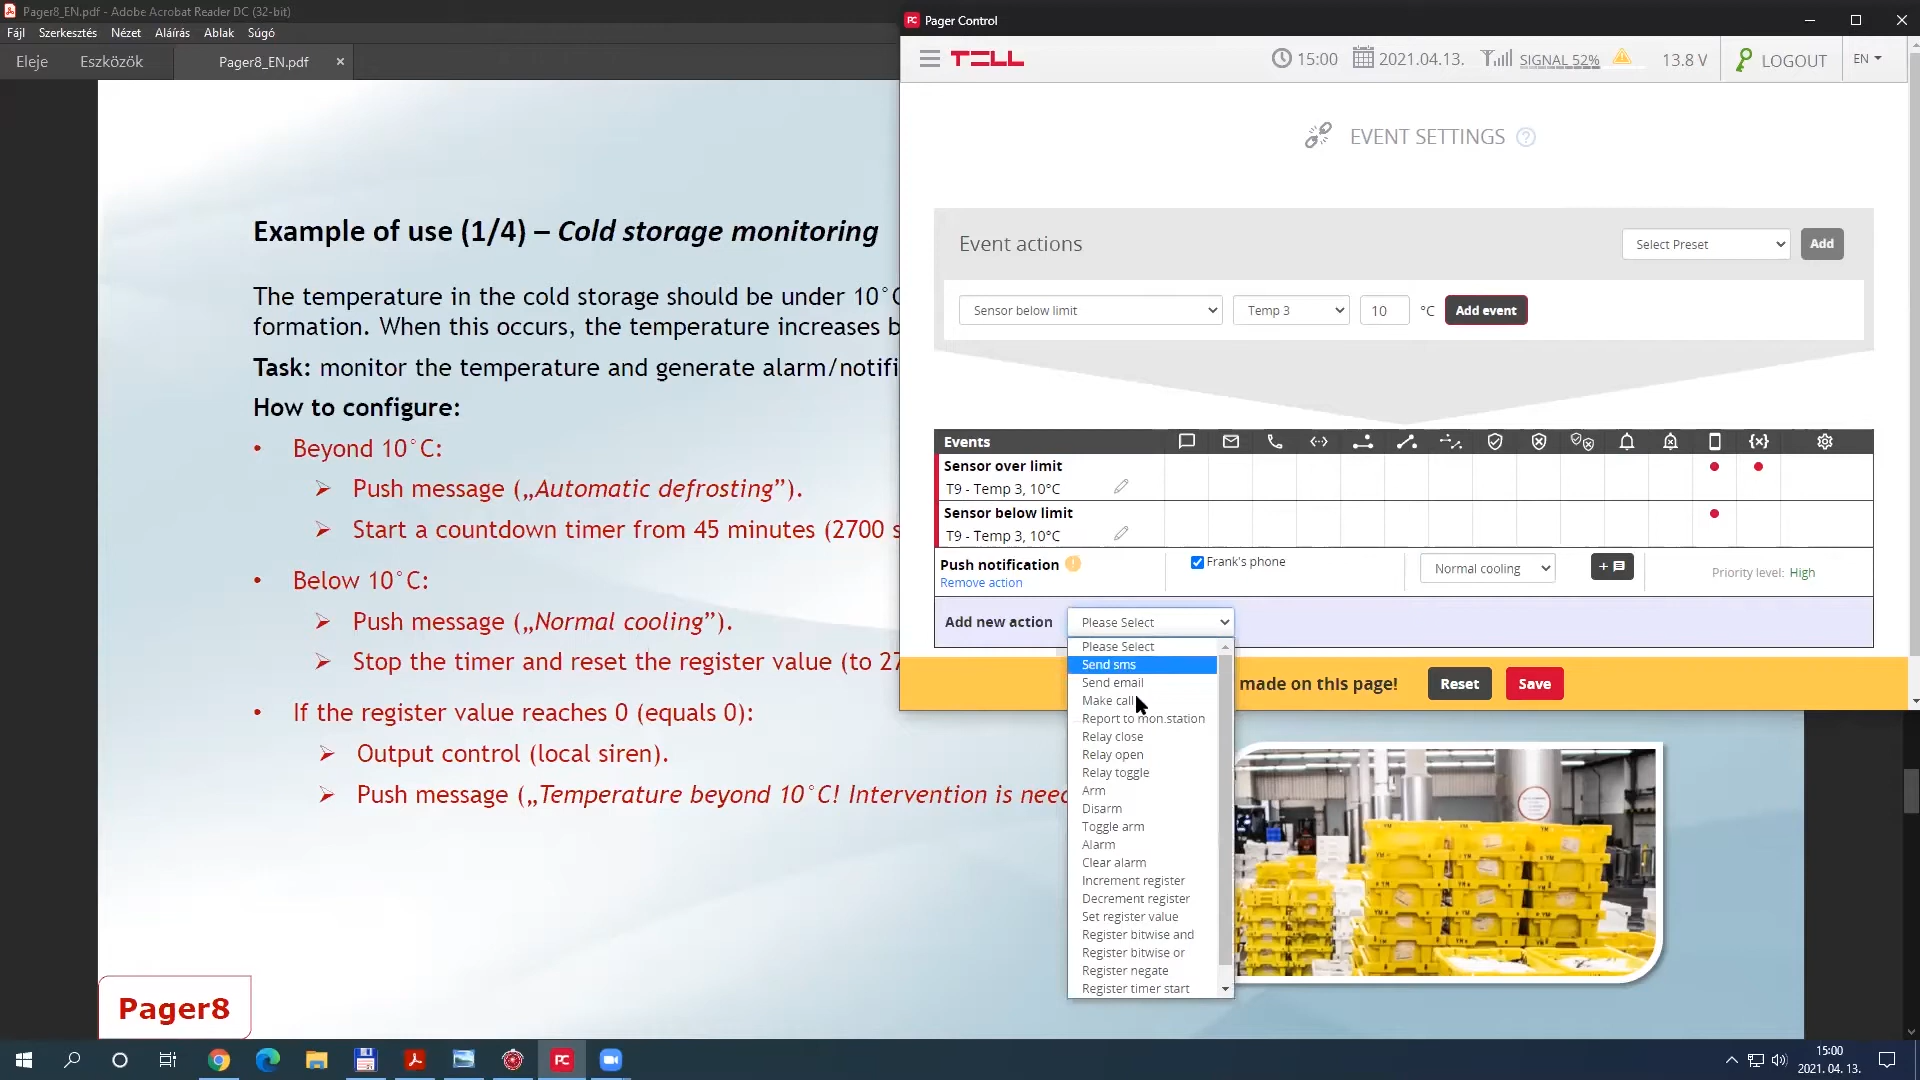 Pager8_EN.pdf - Adobe Acrobat Reader DC (32-bit)
Fájl Szerkesztés Nézet Aláírás Ablak Súgó
Eleje Eszközök Pager8_EN.pdf ×
Example of use (1/4) – Cold storage monitoring
The temperature in the cold storage should be under 10°C
formation. When this occurs, the temperature increases b
Task: monitor the temperature and generate alarm/notifi
How to configure:
• Beyond 10°C:
➢ Push message („Automatic defrosting”).
➢ Start a countdown timer from 45 minutes (2700 s
• Below 10°C:
➢ Push message („Normal cooling”).
➢ Stop the timer and reset the register value (to 27
• If the register value reaches 0 (equals 0):
➢ Output control (local siren).
➢ Push message („Temperature beyond 10°C! Intervention is need
Pager8
PC Pager Control
TELL 15:00 2021.04.13. SIGNAL 52% 13.8 V LOGOUT EN
EVENT SETTINGS ?
Event actions Select Preset Add
Sensor below limit Temp 3 10 °C Add event
Events {x}
Sensor over limit
T9 - Temp 3, 10°C
Sensor below limit
T9 - Temp 3, 10°C
Push notification Frank's phone Normal cooling + Priority level: High
Remove action
Add new action Please Select
Please Select
Send sms
Send email
Make call
Report to mon.station
Relay close
Relay open
Relay toggle
Arm
Disarm
Toggle arm
Alarm
Clear alarm
Increment register
Decrement register
Set register value
Register bitwise and
Register bitwise or
Register negate
Register timer start
made on this page! Reset Save
YM YM
PC
15:00
2021. 04. 13.